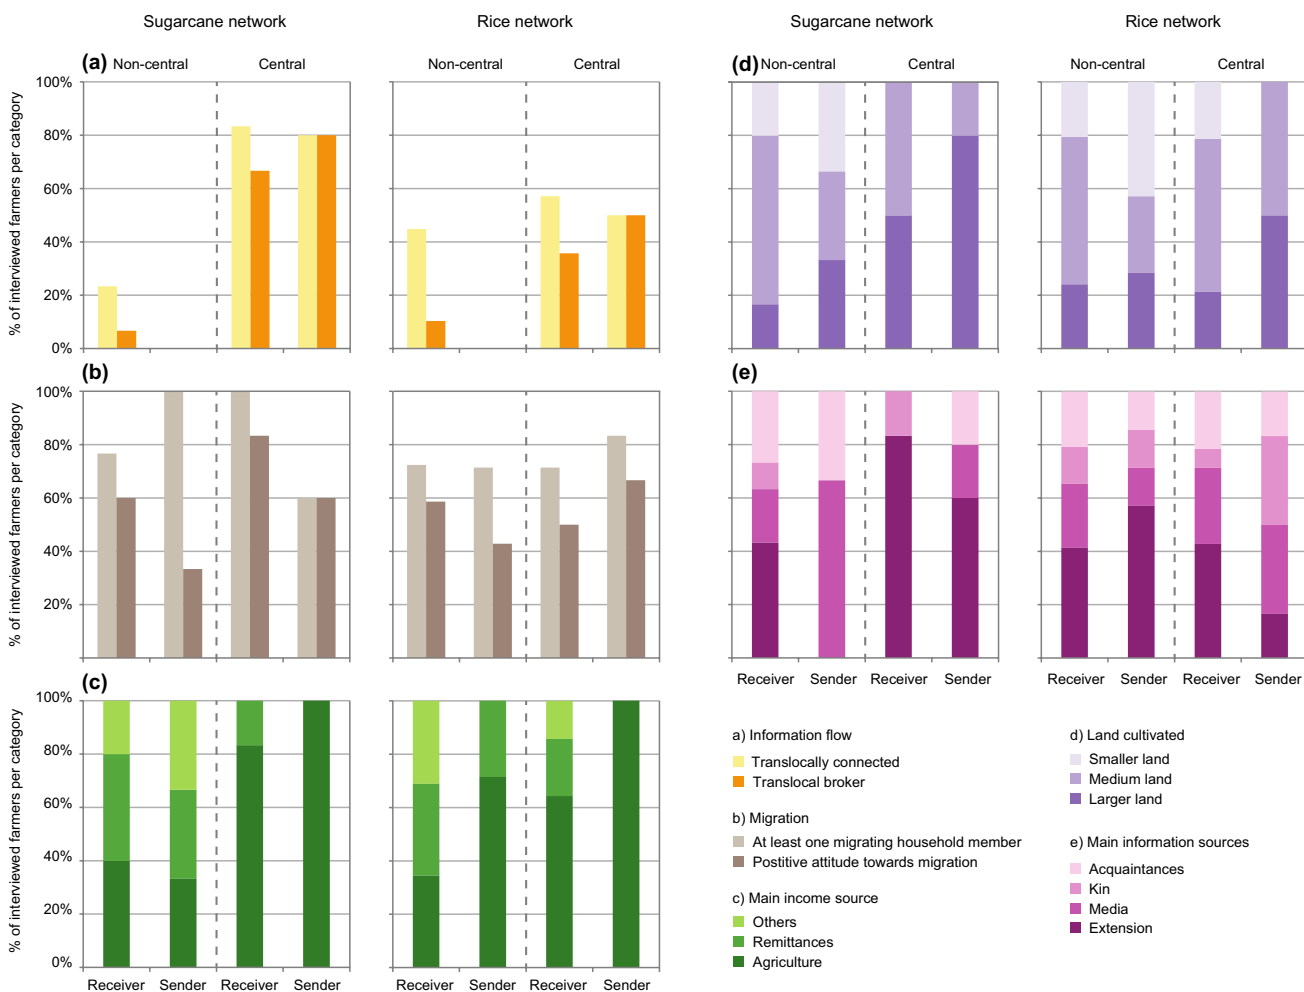 Sugarcane network
Rice network
Sugarcane network
Rice network
(a)
Non-central
Central
Non-central
Central
(d)
Non-central
Central
Non-central
Central
% of interviewed farmers per category
100%
80%
60%
40%
20%
0%
(b)
(e)
% of interviewed farmers per category
100%
80%
60%
40%
20%
Receiver
Sender
Receiver
Sender
Receiver
Sender
Receiver
Sender
(c)
% of interviewed farmers per category
100%
80%
60%
40%
20%
0%
Receiver
Sender
Receiver
Sender
Receiver
Sender
Receiver
Sender
a) Information flow
Translocally connected
Translocal broker
b) Migration
At least one migrating household member
Postitive attitude towards migration
c) Main income source
Others
Remittances
Agriculture
d) Land cultivated
Smaller land
Medium land
Larger land
e) Main information sources
Acquaintances
Kin
Media
Extension